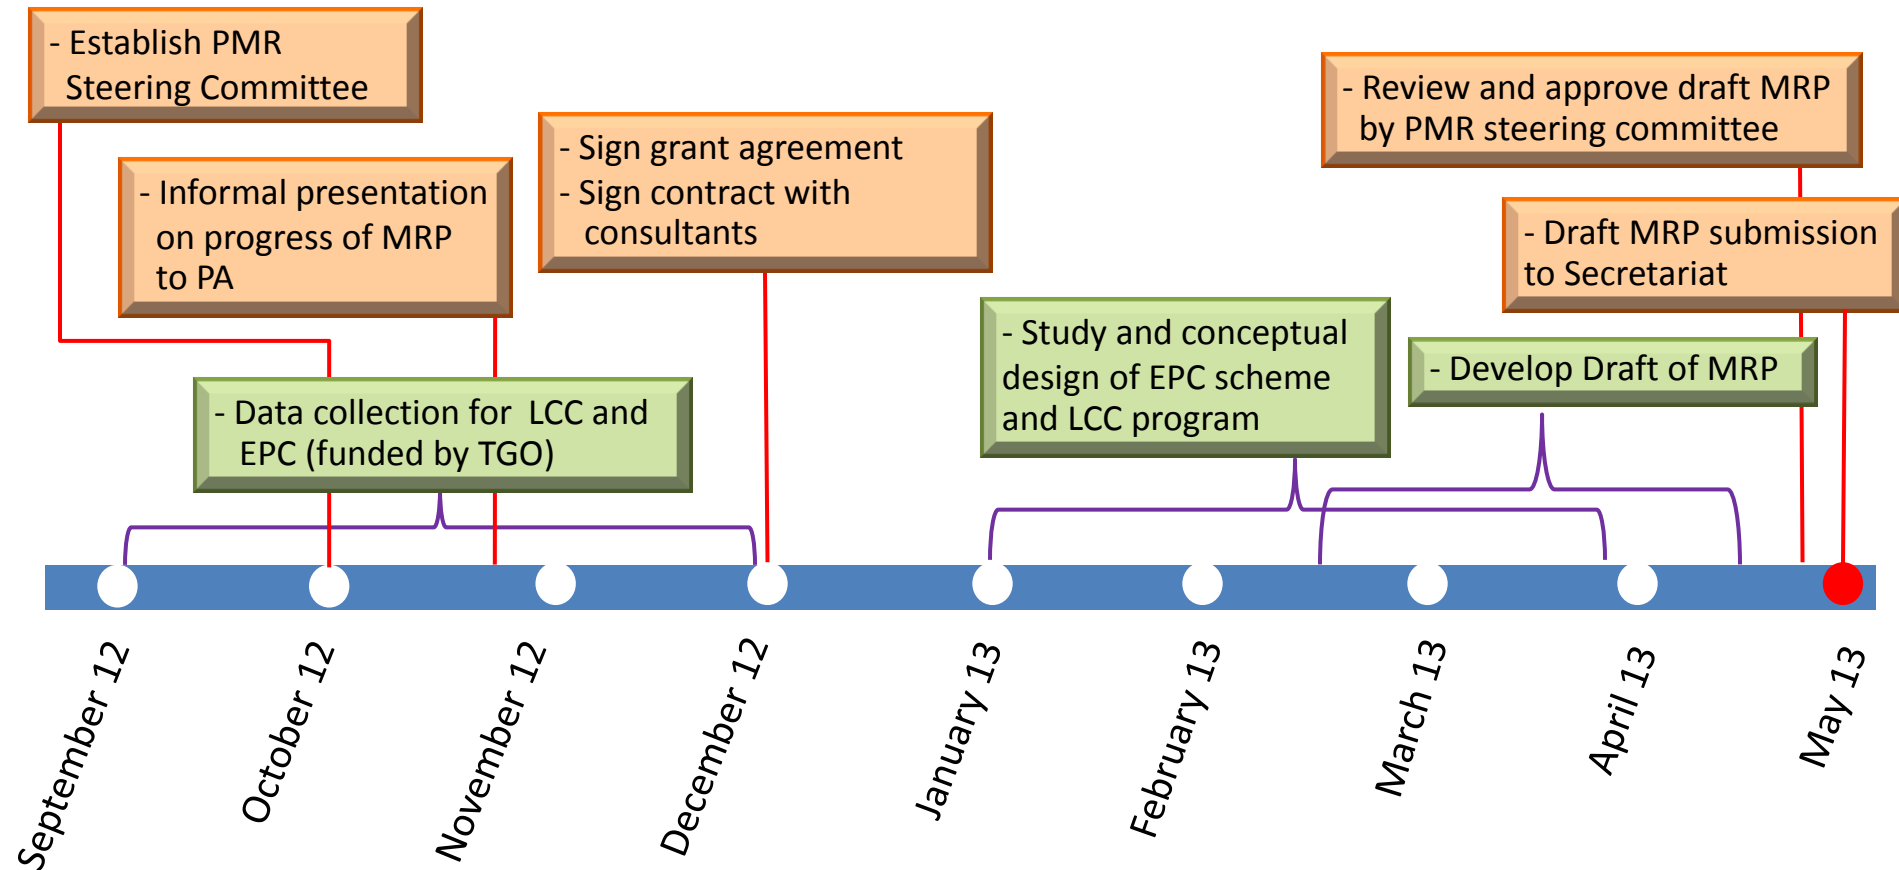 - Establish PMR
Steering Committee
- Informal presentation
on progress of MRP
to PA
- Sign grant agreement
- Sign contract with
consultants
- Review and approve draft MRP
by PMR steering committee
- Draft MRP submission
to Secretariat
- Data collection for LCC and
EPC (funded by TGO)
- Study and conceptual
design of EPC scheme
and LCC program
- Develop Draft of MRP
September 12
October 12
November 12
December 12
January 13
February 13
March 13
April 13
May 13